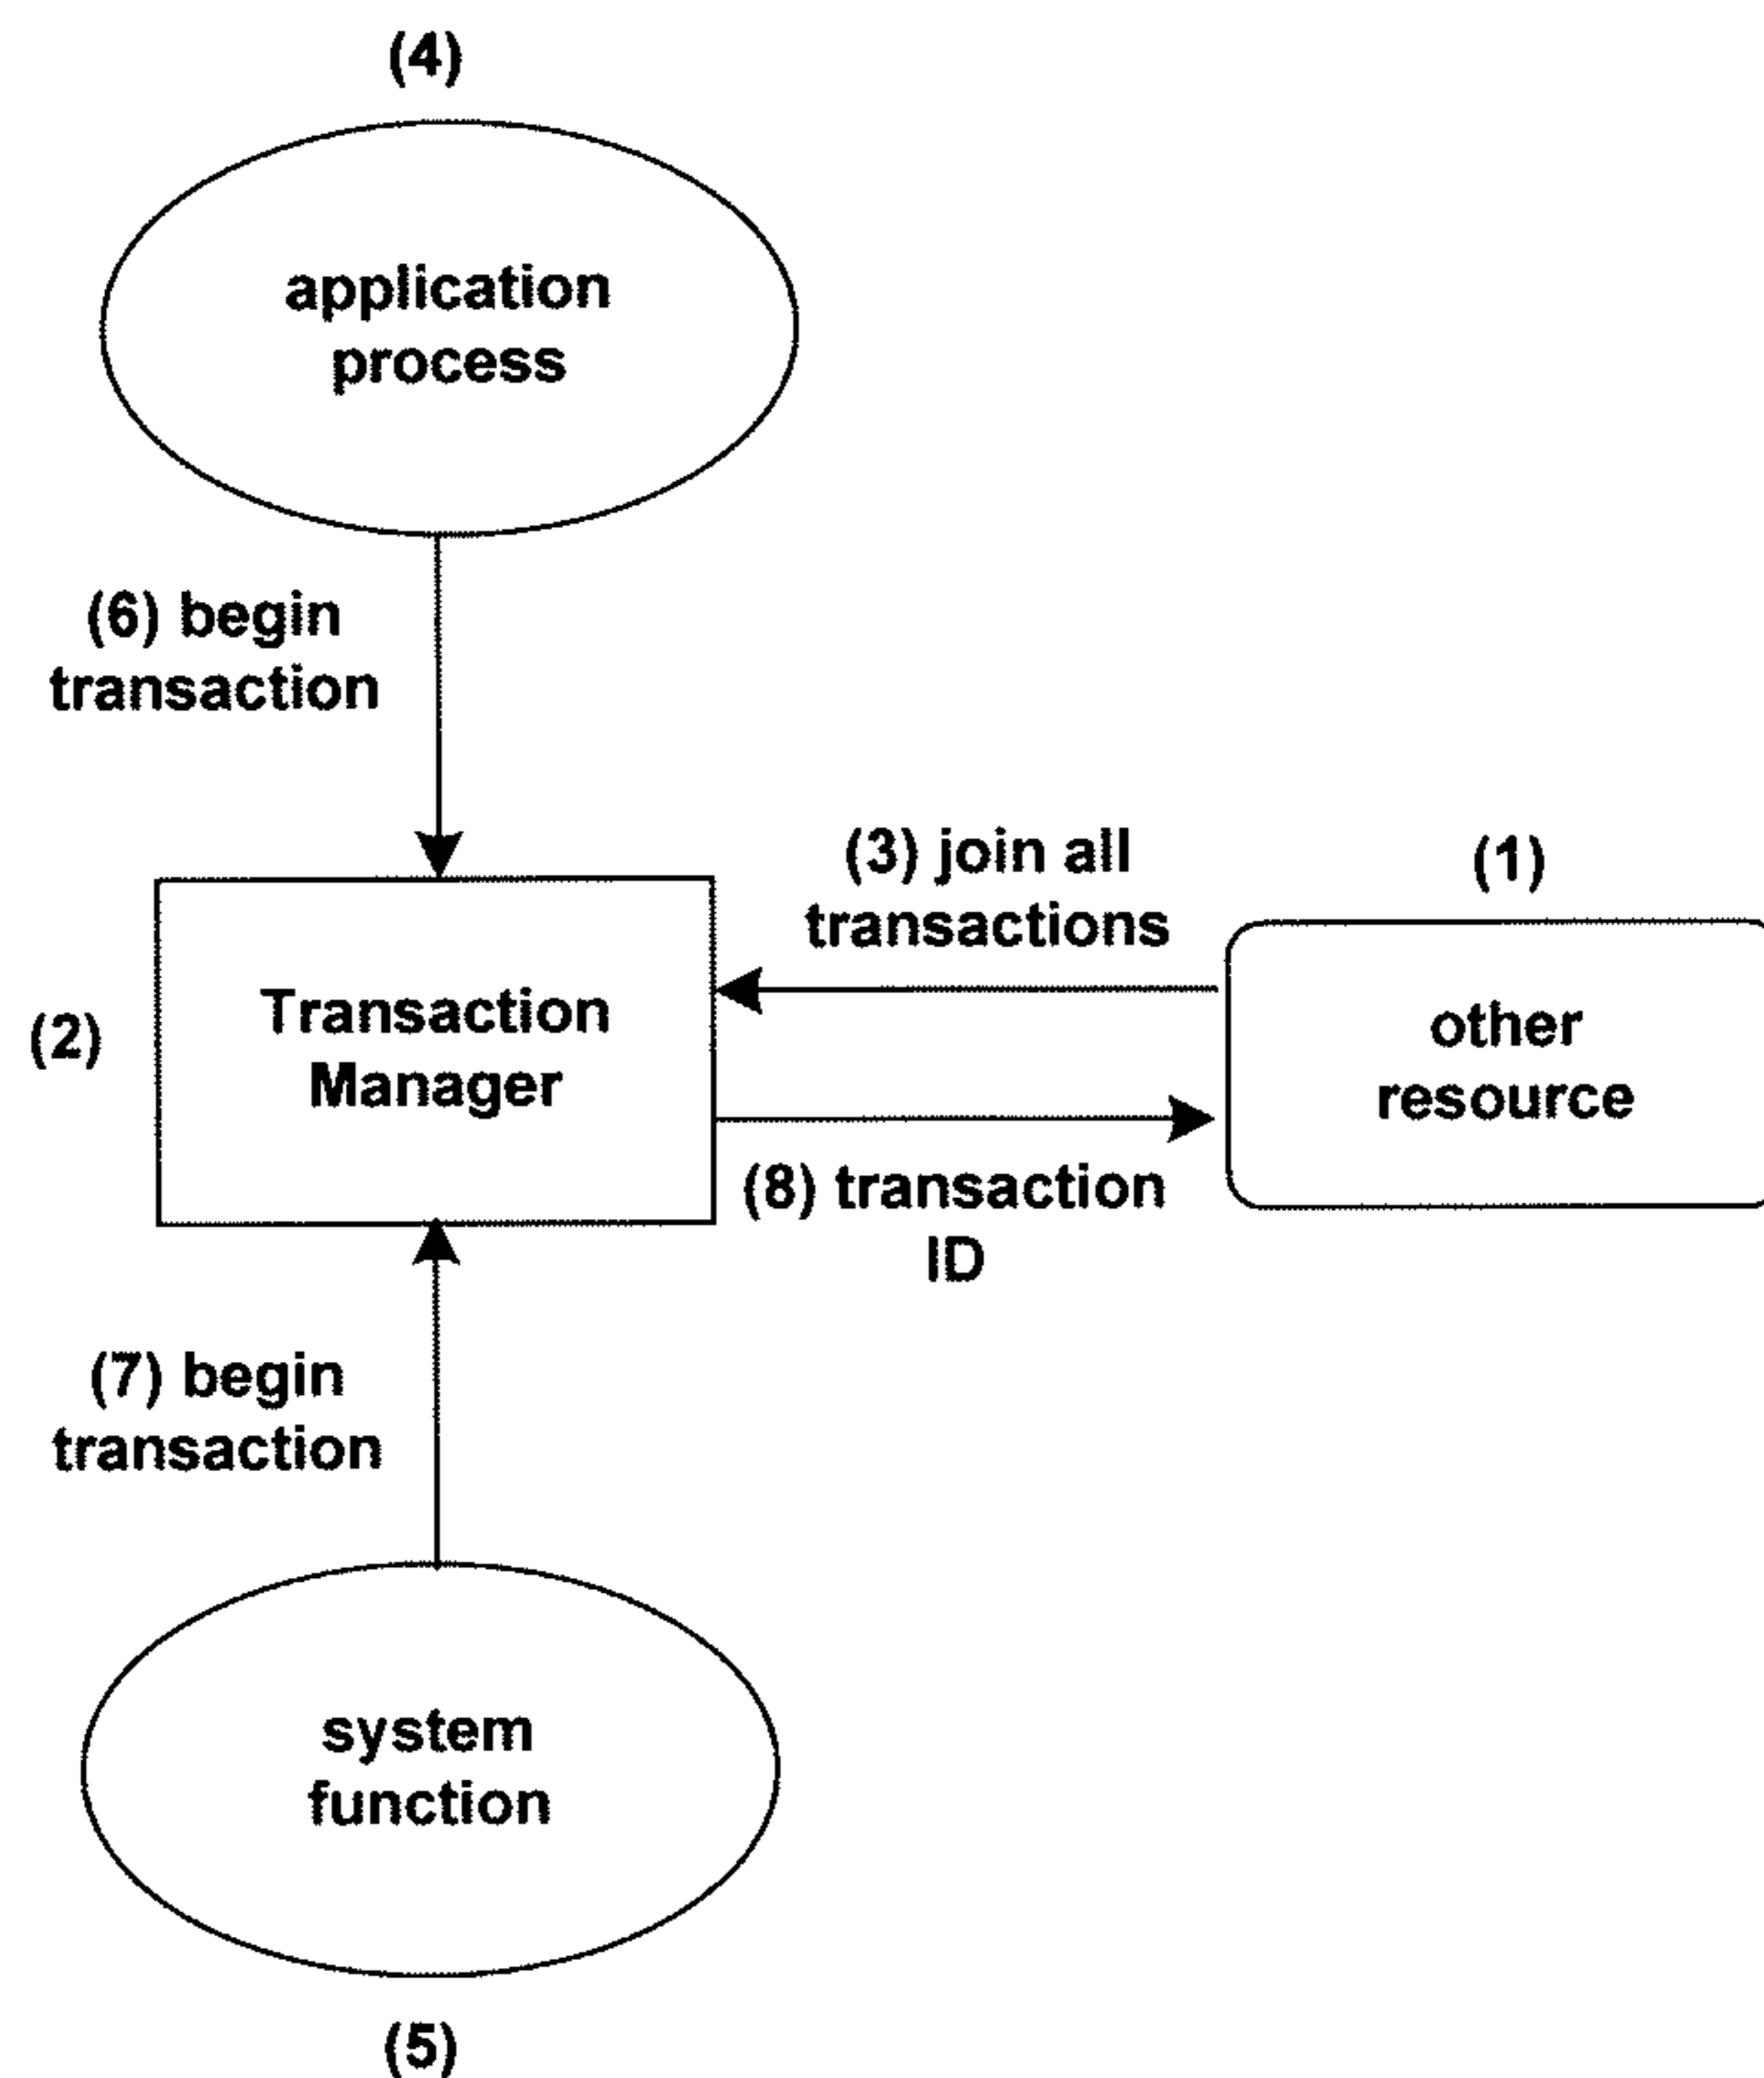 (4)
application
process
(6) begin
transaction
(3) join all
transactions
(1)
(2)
Transaction
Manager
other
resource
(8) transaction
ID
(7) begin
transaction
system
function
(5)